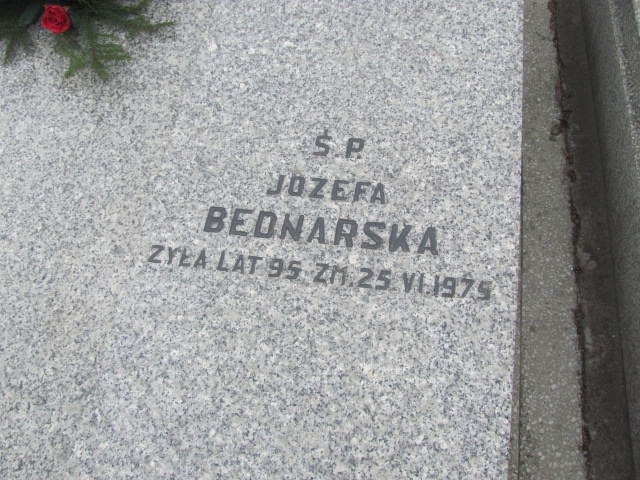 Ś.P.
JÓZEFA
BEDNARSKA
ŻYŁA LAT 95. ZM. 25.VI.1975